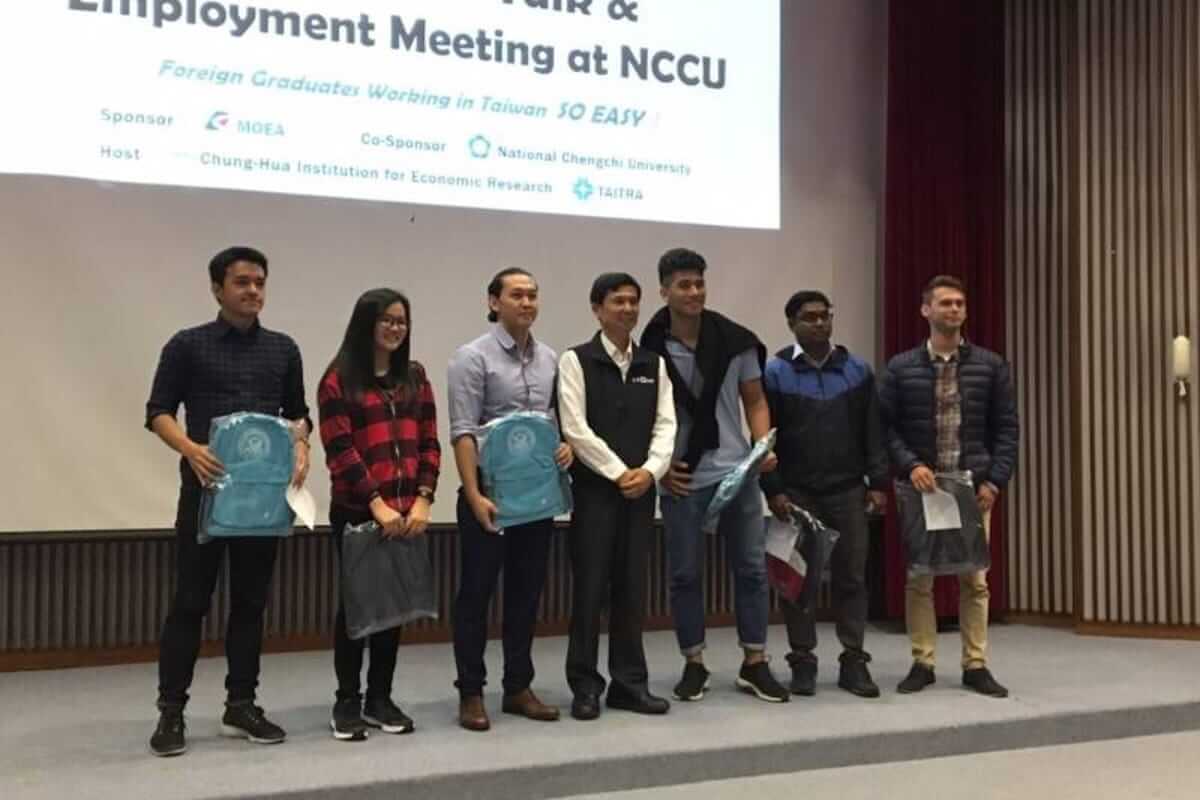 Talk &
Employment Meeting at NCCU
Foreign Graduates Working in Taiwan SO EASY !
Sponsor MOEA Co-Sponsor National Chengchi University
Host Chung-Hua Institution for Economic Research TAITRA